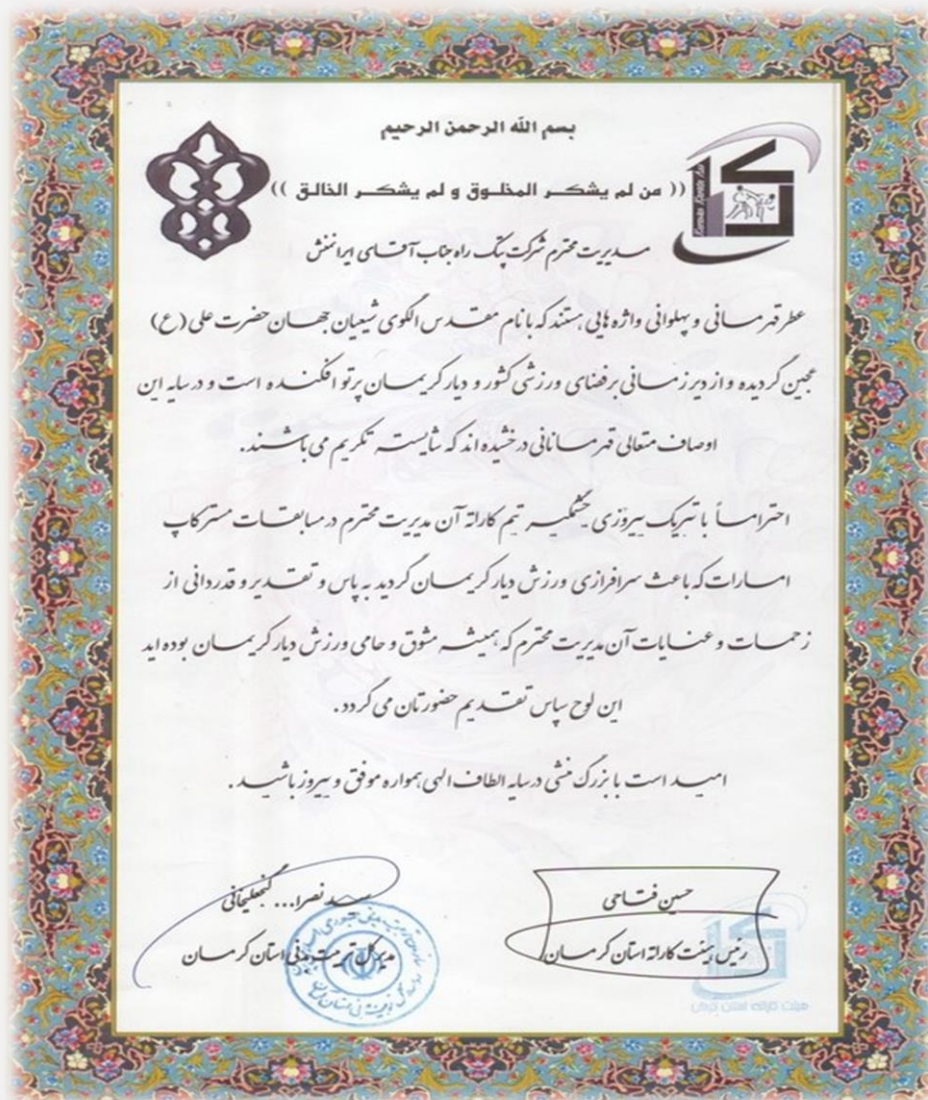 بسم الله الرحمن الرحیم
(( من لم یشکر المخلوق و لم یشکر الخالق ))
مدیریت محترم شرکت پتک راه جناب آقای ایرانمنش
عطر قهرمانی و پهلوانی واژه هایی هستند که با نام مقدس الگوی شیعیان جهان حضرت علی (ع)
عجین گردیده و از دیر زمانی بر فضای ورزشی کشور و دیار کریمان پرتو افکنده است و در سایه این
اوصاف متعالی قهرمانانی درخشیده اند که شایسته تکریم می باشند.
احتراماً با تبریک پیروزی چشمگیر تیم کاراته آن مدیریت محترم در مسابقات مسترکاپ
امارات که باعث سرافرازی ورزش دیار کریمان گردید به پاس و تقدیر و قدردانی از
زحمات و عنایات آن مدیریت محترم که همیشه مشوق و حامی ورزش دیار کریمان بوده اید
این لوح سپاس تقدیم حضورتان می گردد.
امید است با بزرگ منشی در سایه الطاف الهی همواره موفق و پیروز باشید.
حسین فتاحی
رئیس هیئت کاراته استان کرمان
سید نصرا... گنجعلیخانی
مدیر کل تربیت بدنی استان کرمان
هیئت کاراته استان کرمان